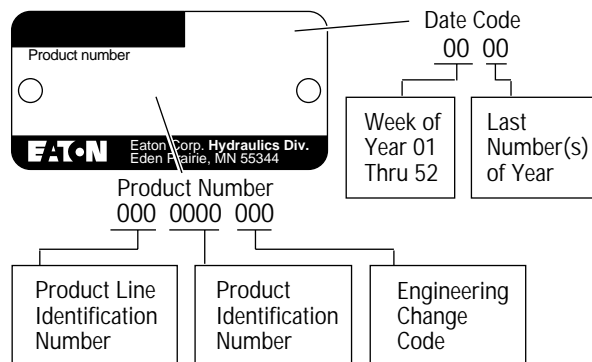 Date Code
00 00
Product number
Week of
Year 01
Thru 52
Last
Number(s)
of Year
EATON
Eaton Corp. Hydraulics Div.
Eden Prairie, MN 55344
Product Number
000 0000 000
Product Line
Identification
Number
Product
Identification
Number
Engineering
Change
Code